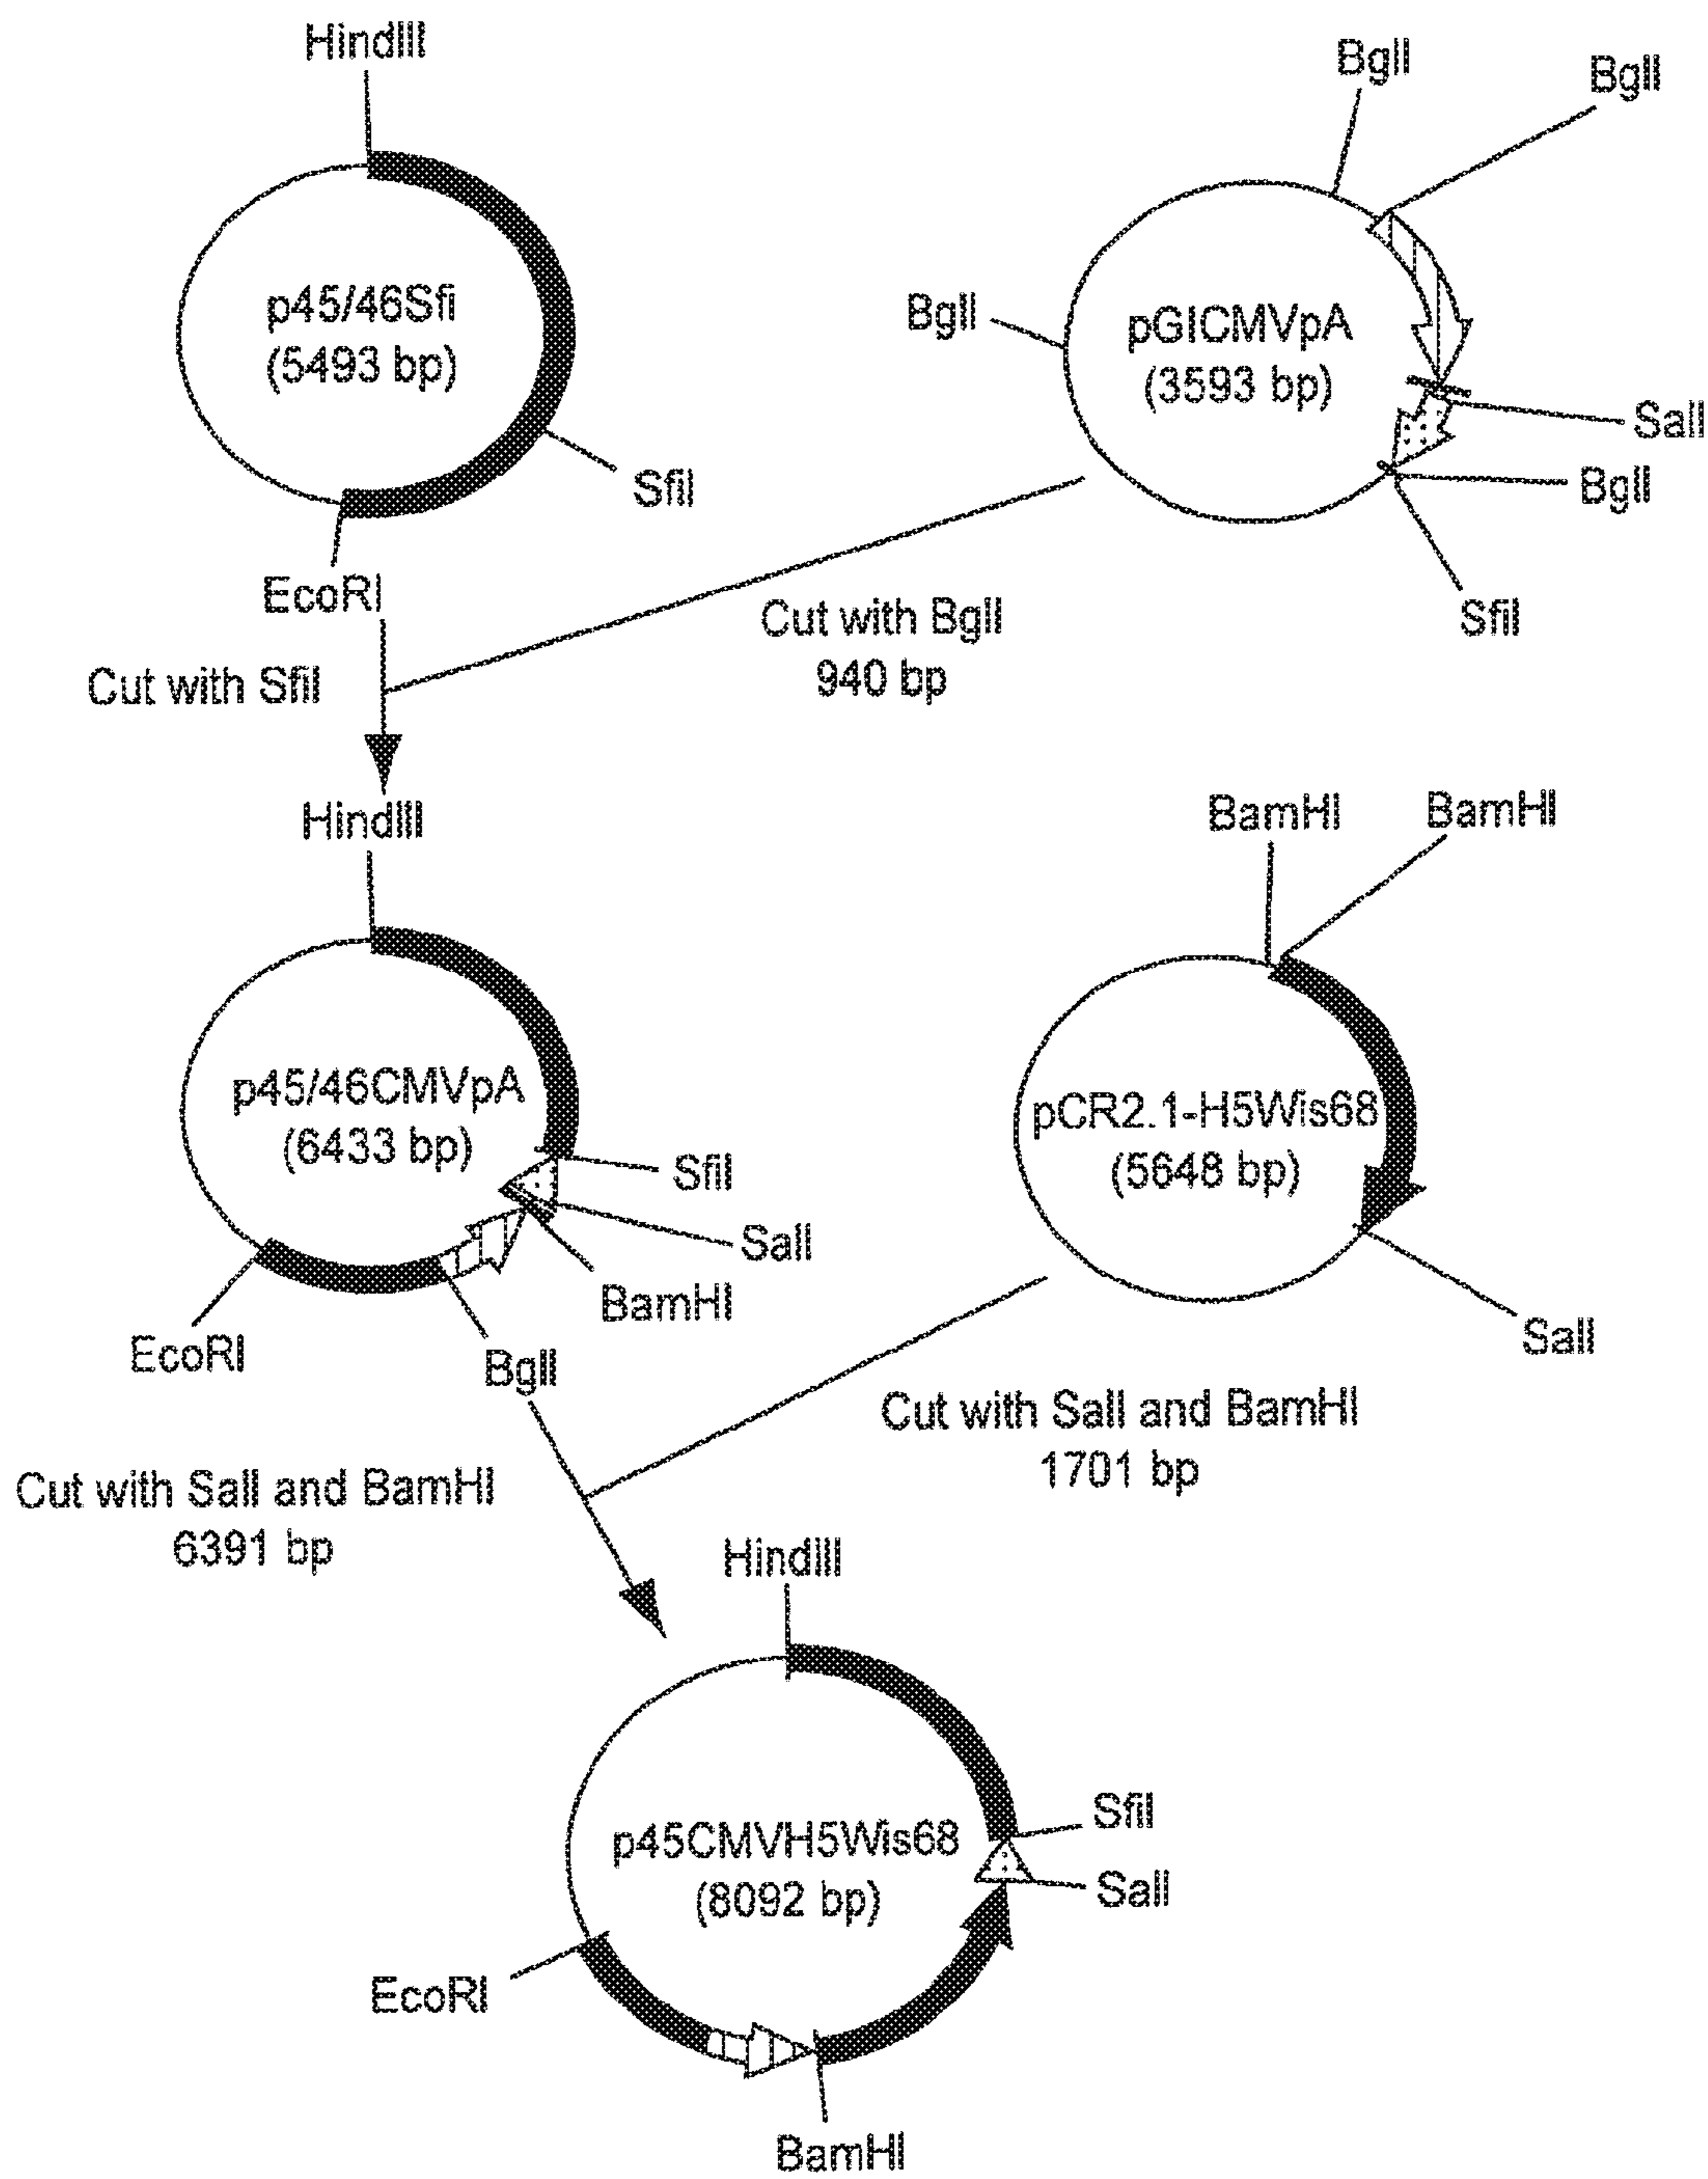 HindIII
BglI
BglI
p45/46Sfi
(5493 bp)
BglI
pGICMVpA
(3593 bp)
SalI
SfiI
BglI
EcoRI
SfiI
Cut with BglI
940 bp
Cut with SfiI
HindIII
BamHI
BamHI
p45/46CMVpA
(6433 bp)
pCR2.1-H5Wis68
(5648 bp)
SfiI
SalI
BamHI
EcoRI
BglI
SalI
Cut with SalI and BamHI
1701 bp
Cut with SalI and BamHI
6391 bp
HindIII
SfiI
p45CMVH5Wis68
(8092 bp)
SalI
EcoRI
BamHI